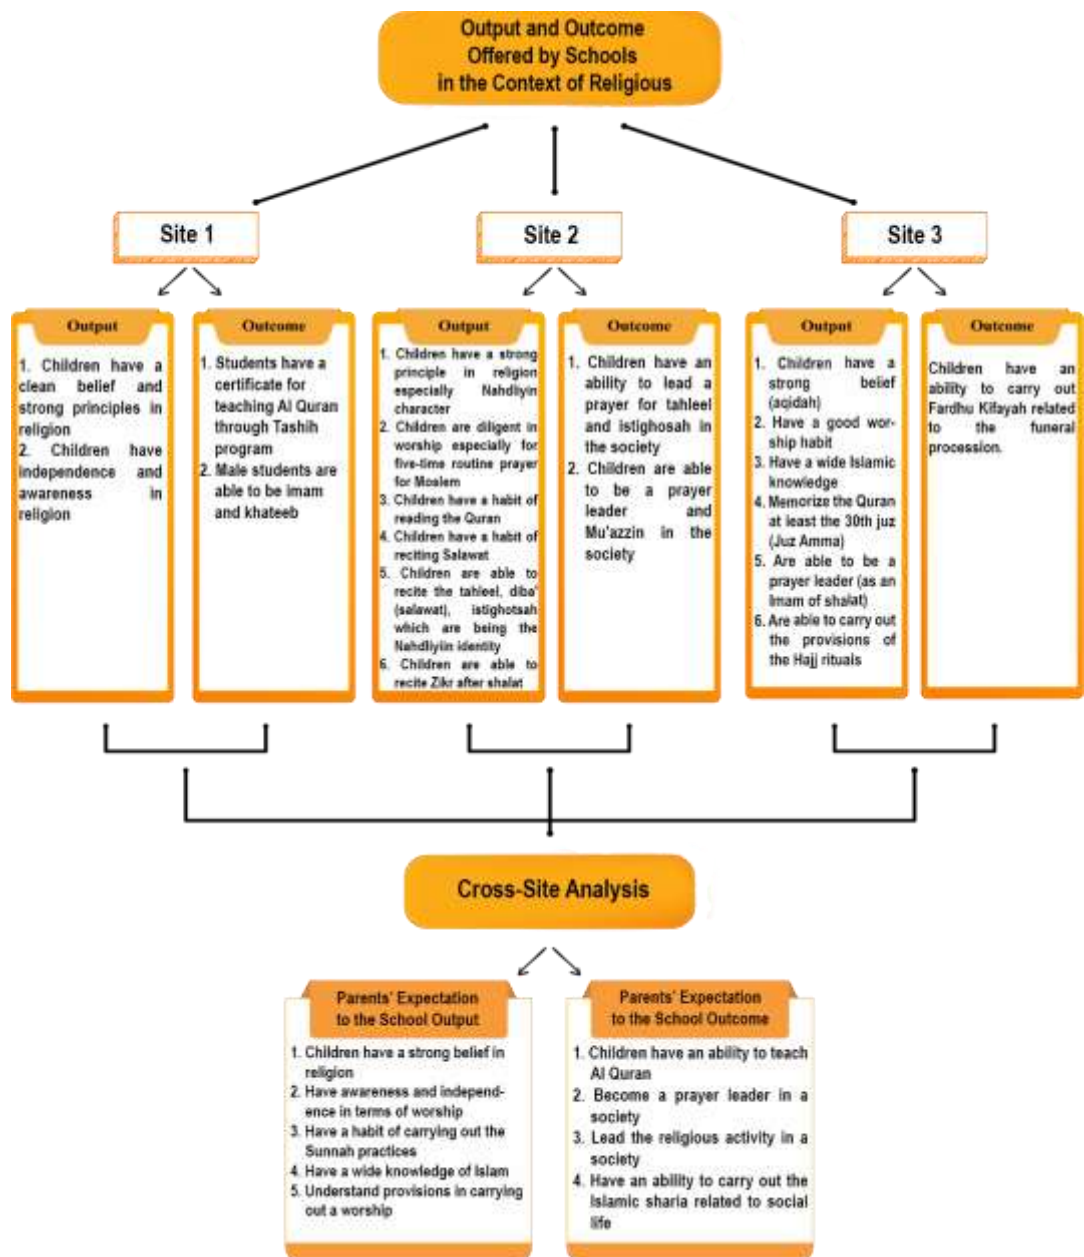 Output and Outcome
Offered by Schools
in the Context of Religious
Site 1
Site 2
Site 3
Output
1. Children have a
clean belief and
strong principles in
religion
2. Children have
independence and
awareness in
religion
Outcome
1. Students have a
certificate for
teaching Al Quran
through Tashih
program
2. Male students are
able to be imam
and khateeb
Output
1. Children have a strong
principle in religion
especially Nahdliyin
character
2. Children are diligent in
worship especially for
five-time routine prayer
for Moslem
3. Children have a habit of
reading the Quran
4. Children have a habit of
reciting Salawat
5. Children are able to
recite the tahleel, diba'
(salawat), istighotsah
which are being the
Nahdliyiin identity
6. Children are able to
recite Zikr after shalat
Outcome
1. Children have an
ability to lead a
prayer for tahleel
and istighosah in
the society
2. Children are able
to be a prayer
leader and
Mu'azzin in the
society
Output
1. Children have a
strong belief
(aqidah)
2. Have a good wor-
ship habit
3. Have a wide Islamic
knowledge
4. Memorize the Quran
at least the 30th juz
(Juz Amma)
5. Are able to be a
prayer leader (as an
Imam of shalat)
6. Are able to carry out
the provisions of
the Hajj rituals
Outcome
Children have an
ability to carry out
Fardhu Kifayah related
to the funeral
procession.
Cross-Site Analysis
Parents' Expectation
to the School Output
1. Children have a strong belief in
religion
2. Have awareness and independ-
ence in terms of worship
3. Have a habit of carrying out the
Sunnah practices
4. Have a wide knowledge of Islam
5. Understand provisions in carrying
out a worship
Parents' Expectation
to the School Outcome
1. Children have an ability to teach
Al Quran
2. Become a prayer leader in a
society
3. Lead the religious activity in a
society
4. Have an ability to carry out the
Islamic sharia related to social
life